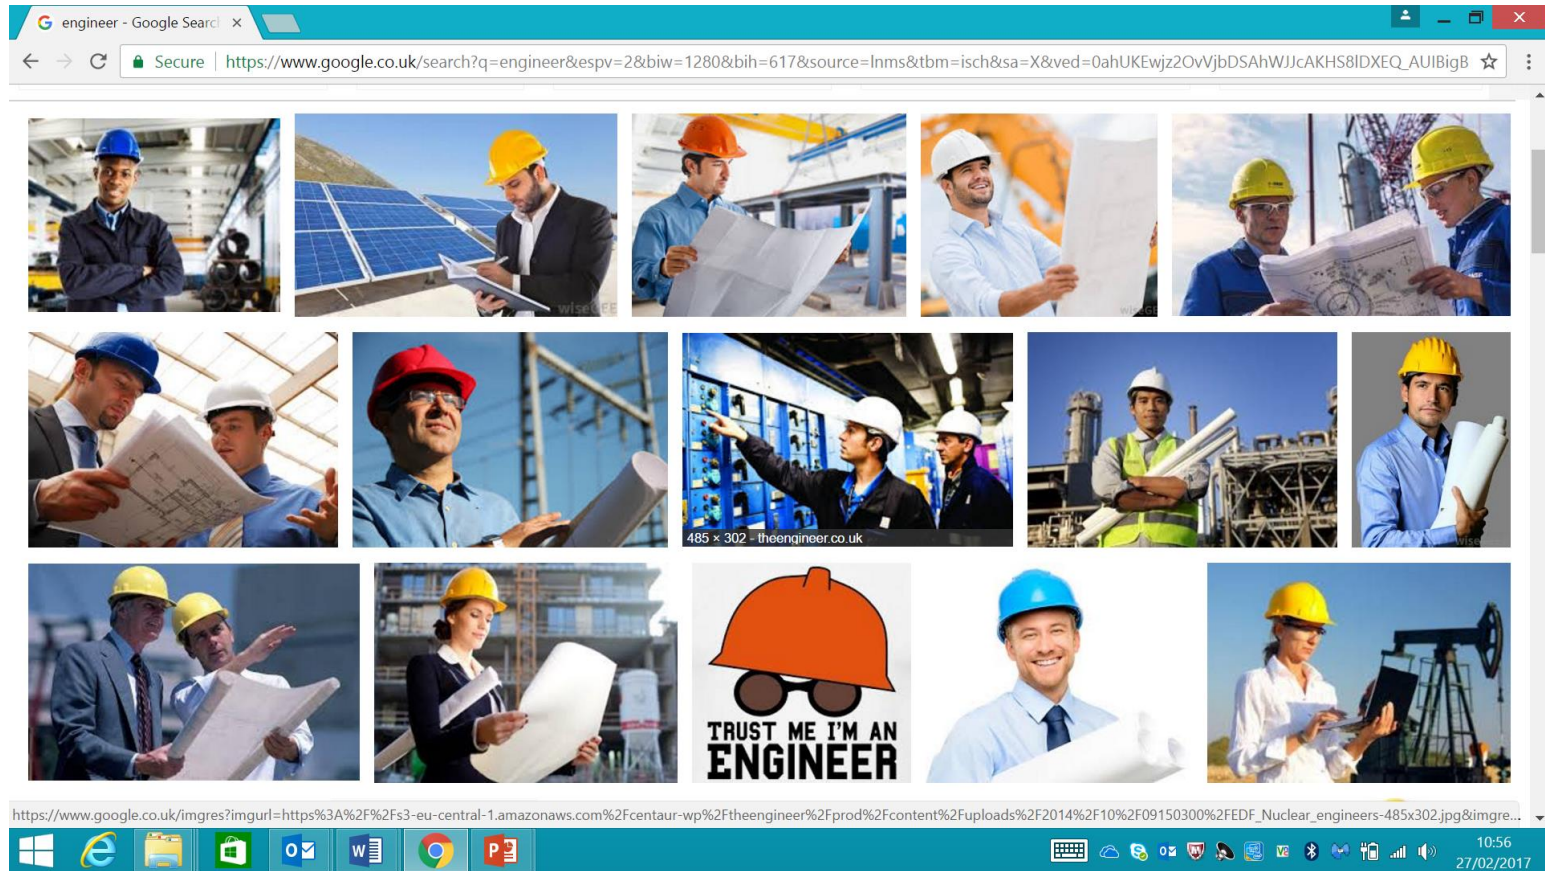 engineer - Google Searc
Secure
https://www.google.co.uk/search?q=engineer&espv=2&biw=1280&bih=617&source=lnms&tbm=isch&sa=X&ved=0ahUKEwjz2OvVjbDSAhWJJcAKHS8lDXEQ_AUIBigB
wiseGEE
wiseGE
485 × 302 - theengineer.co.uk
wise
TRUST ME I'M AN
ENGINEER
https://www.google.co.uk/imgres?imgurl=https%3A%2F%2Fs3-eu-central-1.amazonaws.com%2Fcentaur-wp%2Ftheengineer%2Fprod%2Fcontent%2Fuploads%2F2014%2F10%2F09150300%2FEDF_Nuclear_engineers-485x302.jpg&imgre...
10:56
27/02/2017